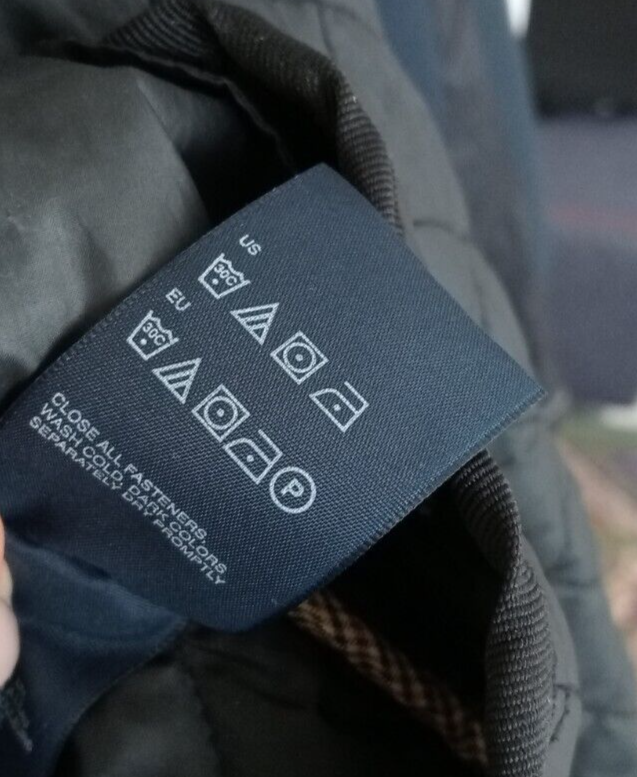 US
30C
EU
30C
P
CLOSE ALL FASTENERS
WASH COLD, DARK COLORS
SEPARATELY DRY PROMPTLY